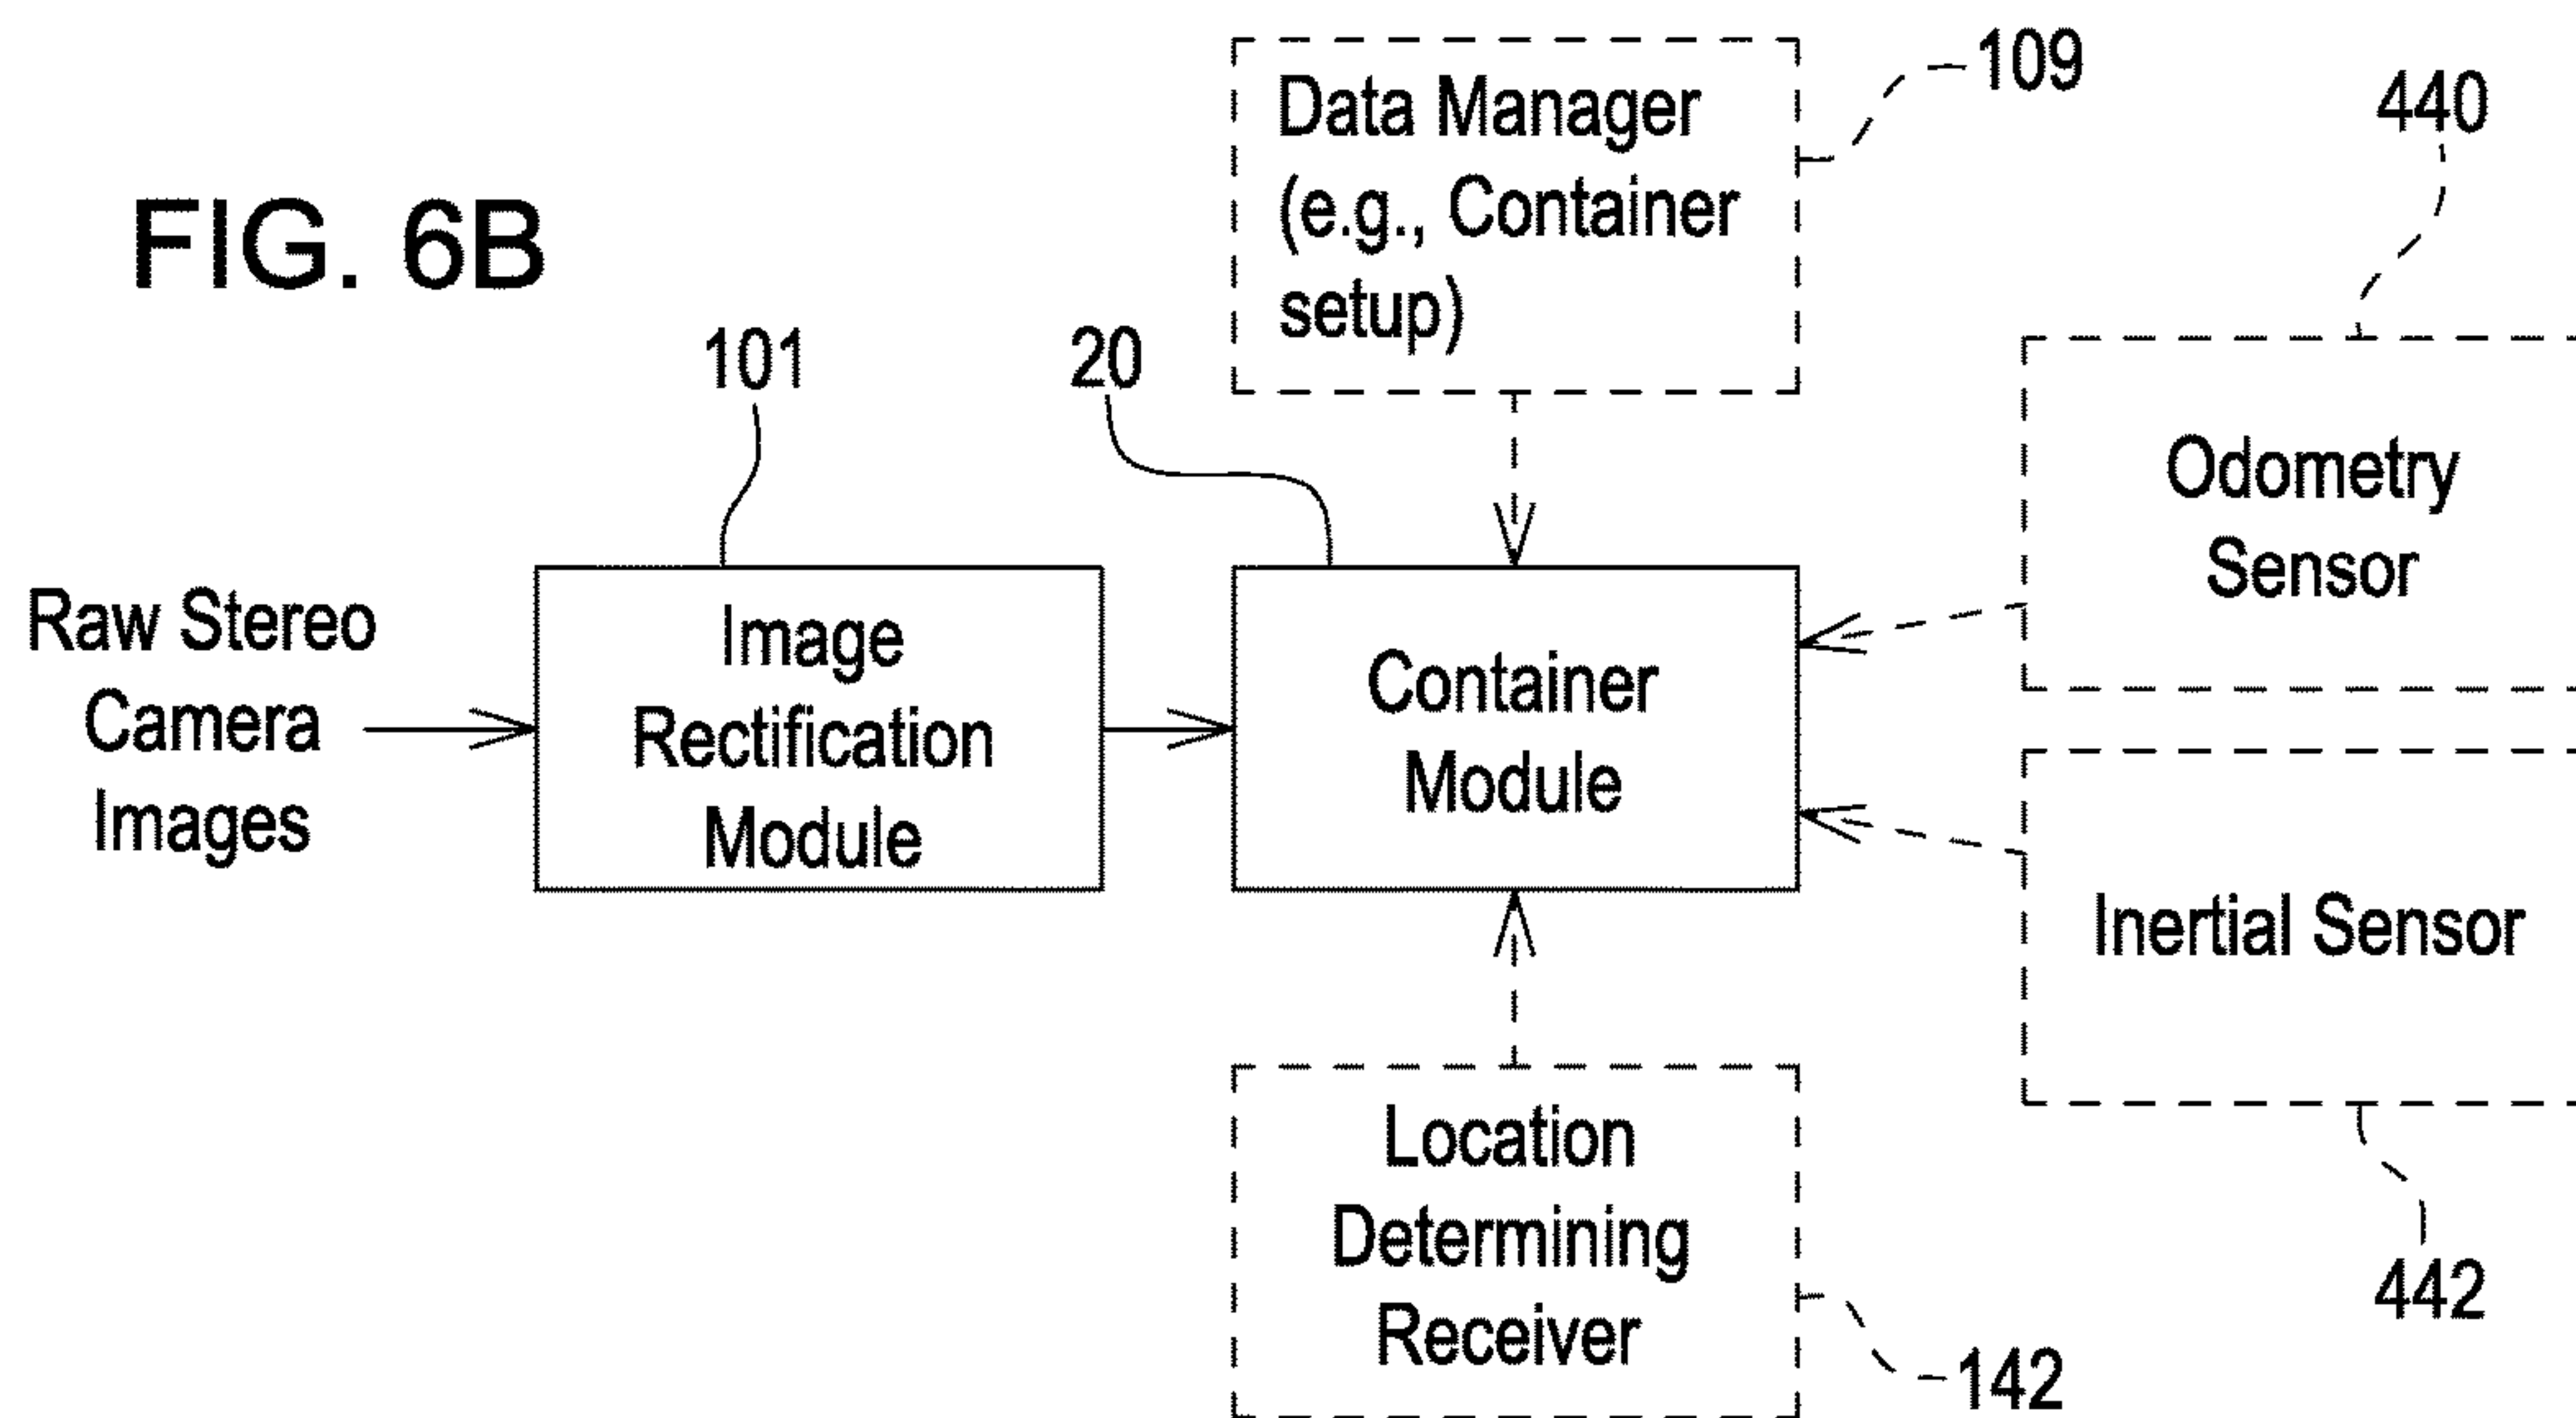 FIG. 6B
Data Manager
(e.g., Container
setup)
109
440
101
20
Odometry
Sensor
Raw Stereo
Camera
Images
Image
Rectification
Module
Container
Module
Inertial Sensor
Location
Determining
Receiver
442
142